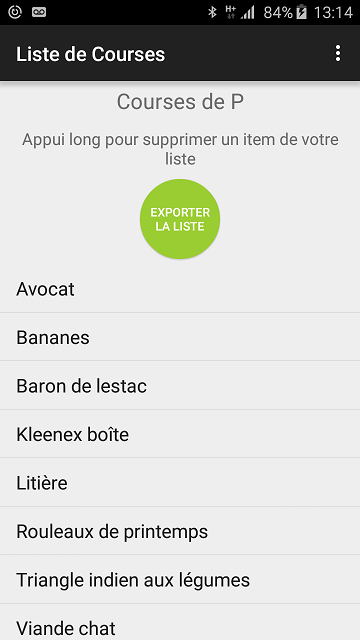 84% 13:14
Liste de Courses
Courses de P
Appui long pour supprimer un item de votre
liste
EXPORTER
LA LISTE
Avocat
Bananes
Baron de lestac
Kleenex boîte
Litière
Rouleaux de printemps
Triangle indien aux légumes
Viande chat